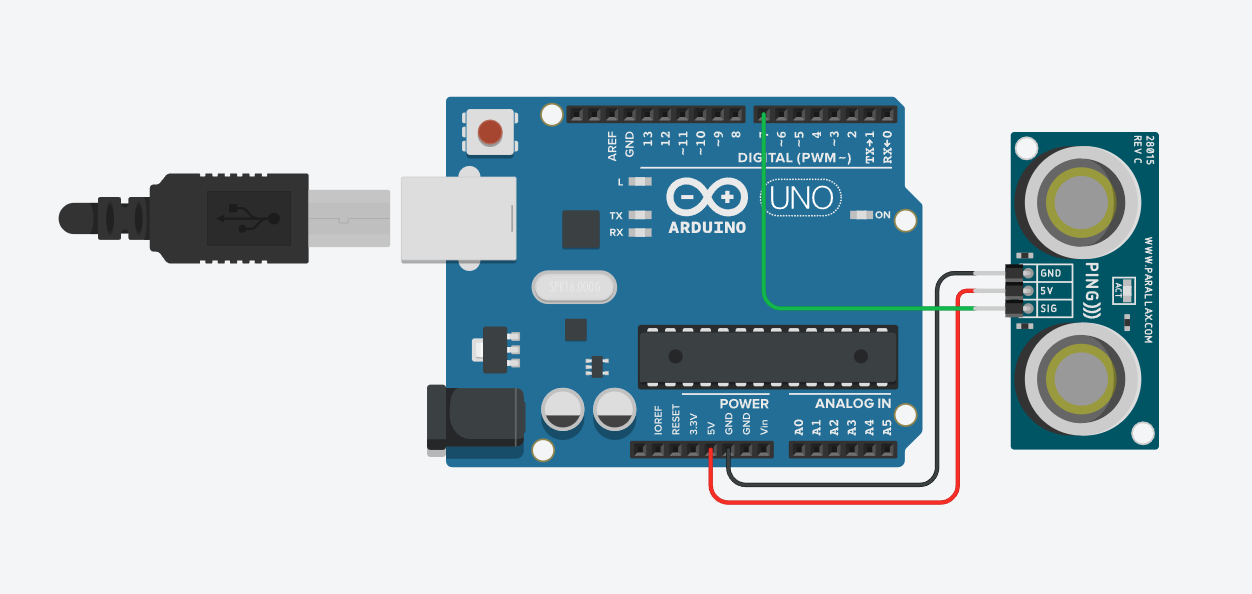 AREF
GND
13
12
~11
~10
~9
8
7
~6
~5
4
~3
2
TX→1
RX←0
DIGITAL (PWM ~)
L
TX
RX
ARDUINO
UNO
ON
SPK16.000G
POWER
ANALOG IN
IOREF
RESET
3.3V
5V
GND
GND
Vin
A0
A1
A2
A3
A4
A5
28015
REV C
GND
5V
SIG
PING)))
ACT
WWW.PARALLAX.COM